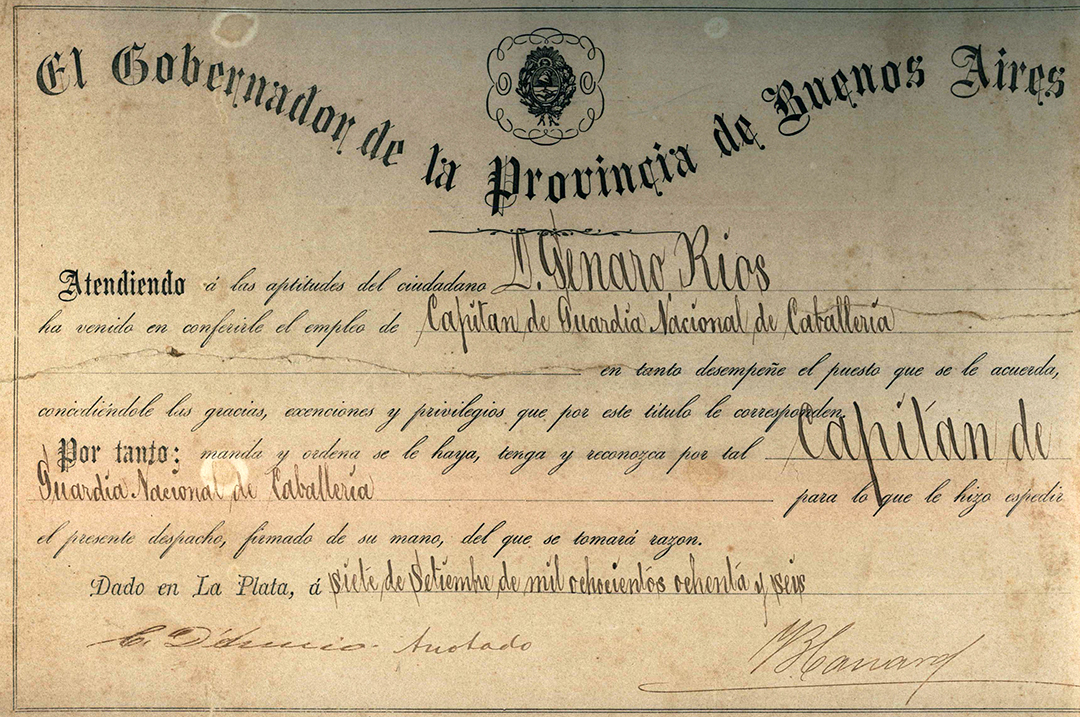 El Gobernador de la Provincia de Buenos Aires
Atendiendo á las aptitudes del ciudadano D. Genaro Rios
ha venido en conferirle el empleo de Capitan de Guardia Nacional de Caballeria
en tanto desempeñe el puesto que se le acuerda,
concediéndole las gracias, exenciones y privilegios que por este título le corresponden.
Por tanto; manda y ordena se le haya, tenga y reconozca por tal Capitan de
Guardia Nacional de Caballeria para lo que le hizo espedir
el presente despacho, firmado de su mano, del que se tomará razon.
Dado en La Plata, á siete de Setiembre de mil ochocientos ochenta y seis
Anotado